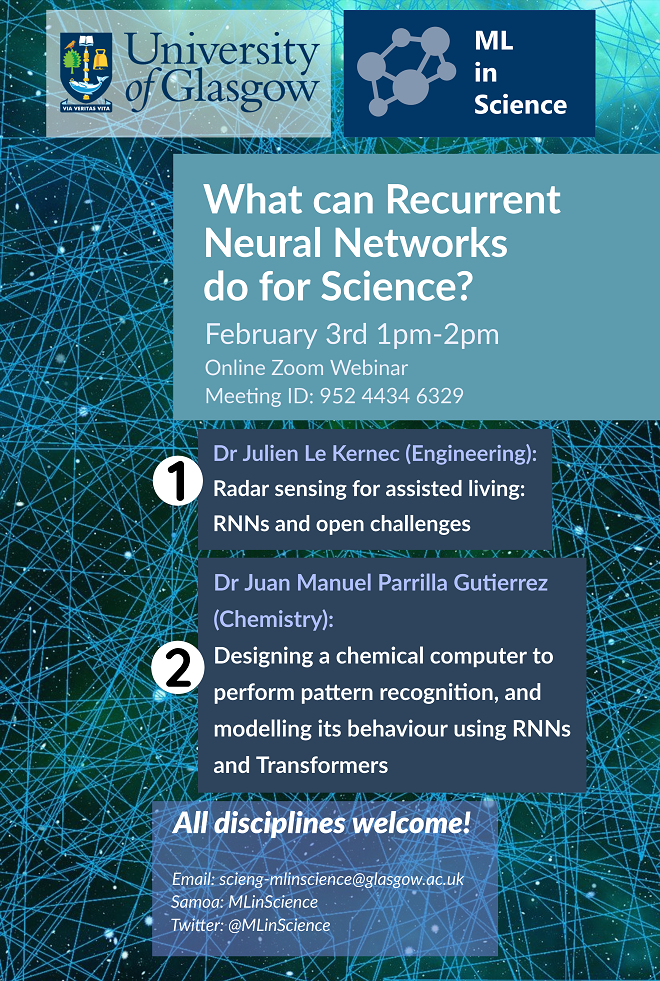 University
of Glasgow
VIA VERITAS VITA
ML
in
Science
What can Recurrent
Neural Networks
do for Science?
February 3rd 1pm-2pm
Online Zoom Webinar
Meeting ID: 952 4434 6329
1
Dr Julien Le Kernec (Engineering):
Radar sensing for assisted living:
RNNs and open challenges
2
Dr Juan Manuel Parrilla Gutierrez
(Chemistry):
Designing a chemical computer to
perform pattern recognition, and
modelling its behaviour using RNNs
and Transformers
All disciplines welcome!
Email: scieng-mlinscience@glasgow.ac.uk
Samoa: MLinScience
Twitter: @MLinScience